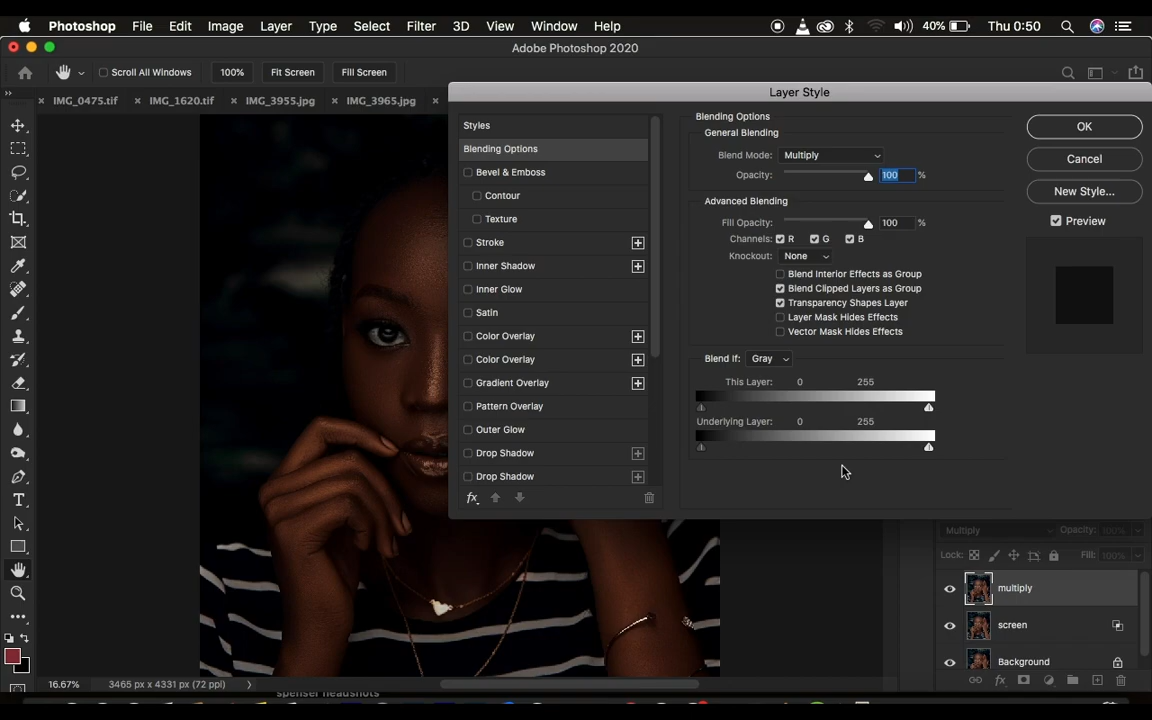 Photoshop File Edit Image Layer Type Select Filter 3D View Window Help 40% Thu 0:50
Adobe Photoshop 2020
Scroll All Windows 100% Fit Screen Fill Screen
IMG_0475.tif IMG_1620.tif IMG_3955.jpg IMG_3965.jpg
Layer Style
Styles
Blending Options
Bevel & Emboss
Contour
Texture
Stroke
Inner Shadow
Inner Glow
Satin
Color Overlay
Color Overlay
Gradient Overlay
Pattern Overlay
Outer Glow
Drop Shadow
Drop Shadow
fx
Blending Options
General Blending
Blend Mode: Multiply
Opacity: 100 %
Advanced Blending
Fill Opacity: 100 %
Channels: R G B
Knockout: None
Blend Interior Effects as Group
Blend Clipped Layers as Group
Transparency Shapes Layer
Layer Mask Hides Effects
Vector Mask Hides Effects
Blend If: Gray
This Layer: 0 255
Underlying Layer: 0 255
OK
Cancel
New Style...
Preview
Multiply Opacity: 100%
Lock: Fill: 100%
multiply
screen
Background
fx
16.67% 3465 px x 4331 px (72 ppi)
spenser headshots